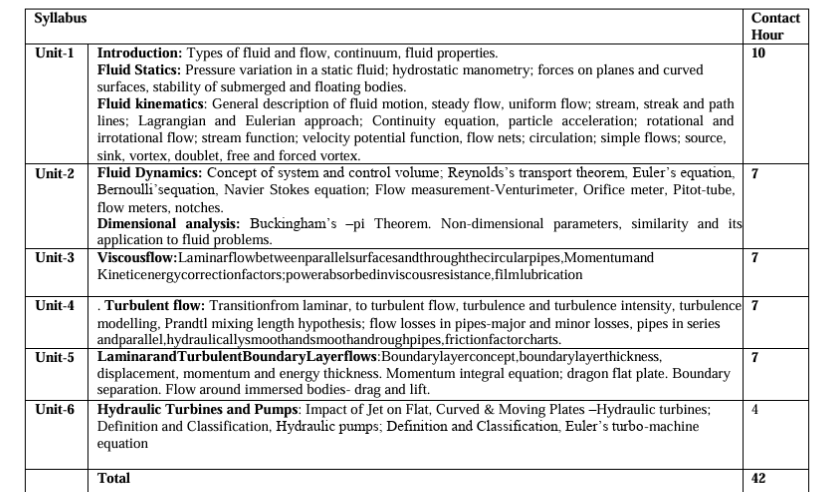 Syllabus Contact
Hour
Unit-1 Introduction: Types of fluid and flow, continuum, fluid properties. 10
Fluid Statics: Pressure variation in a static fluid; hydrostatic manometry; forces on planes and curved
surfaces, stability of submerged and floating bodies.
Fluid kinematics: General description of fluid motion, steady flow, uniform flow; stream, streak and path
lines; Lagrangian and Eulerian approach; Continuity equation, particle acceleration; rotational and
irrotational flow; stream function; velocity potential function, flow nets; circulation; simple flows; source,
sink, vortex, doublet, free and forced vortex.
Unit-2 Fluid Dynamics: Concept of system and control volume; Reynolds's transport theorem, Euler's equation, 7
Bernoulli'sequation, Navier Stokes equation; Flow measurement-Venturimeter, Orifice meter, Pitot-tube,
flow meters, notches.
Dimensional analysis: Buckingham's –pi Theorem. Non-dimensional parameters, similarity and its
application to fluid problems.
Unit-3 Viscousflow:Laminarflowbetweenparallelsurfacesandthroughthecircularpipes,Momentumand 7
Kineticenergycorrectionfactors;powerabsorbedinviscousresistance,filmlubrication
Unit-4 . Turbulent flow: Transitionfrom laminar, to turbulent flow, turbulence and turbulence intensity, turbulence 7
modelling, Prandtl mixing length hypothesis; flow losses in pipes-major and minor losses, pipes in series
andparallel,hydraulicallysmoothandsmoothandroughpipes,frictionfactorcharts.
Unit-5 LaminarandTurbulentBoundaryLayerflows:Boundarylayerconcept,boundarylayerthickness, 7
displacement, momentum and energy thickness. Momentum integral equation; dragon flat plate. Boundary
separation. Flow around immersed bodies- drag and lift.
Unit-6 Hydraulic Turbines and Pumps: Impact of Jet on Flat, Curved & Moving Plates –Hydraulic turbines; 4
Definition and Classification, Hydraulic pumps; Definition and Classification, Euler's turbo-machine
equation
Total 42